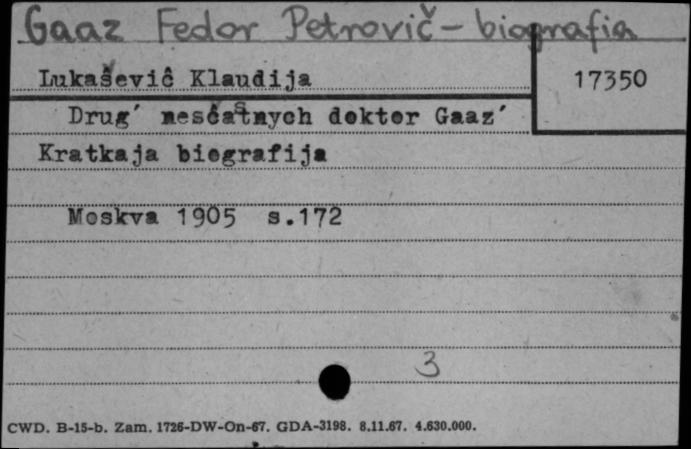 Gaaz Fedor Petrovič - biografia
Lukaševič Klaudija
17350
Drug´ nesčastnych doktor Gaaz´
Kratkaja biografija
Moskva 1905 s.172
3
CWD. B-15-b. Zam. 1726-DW-On-67. GDA-3198. 8.11.67. 4.630.000.